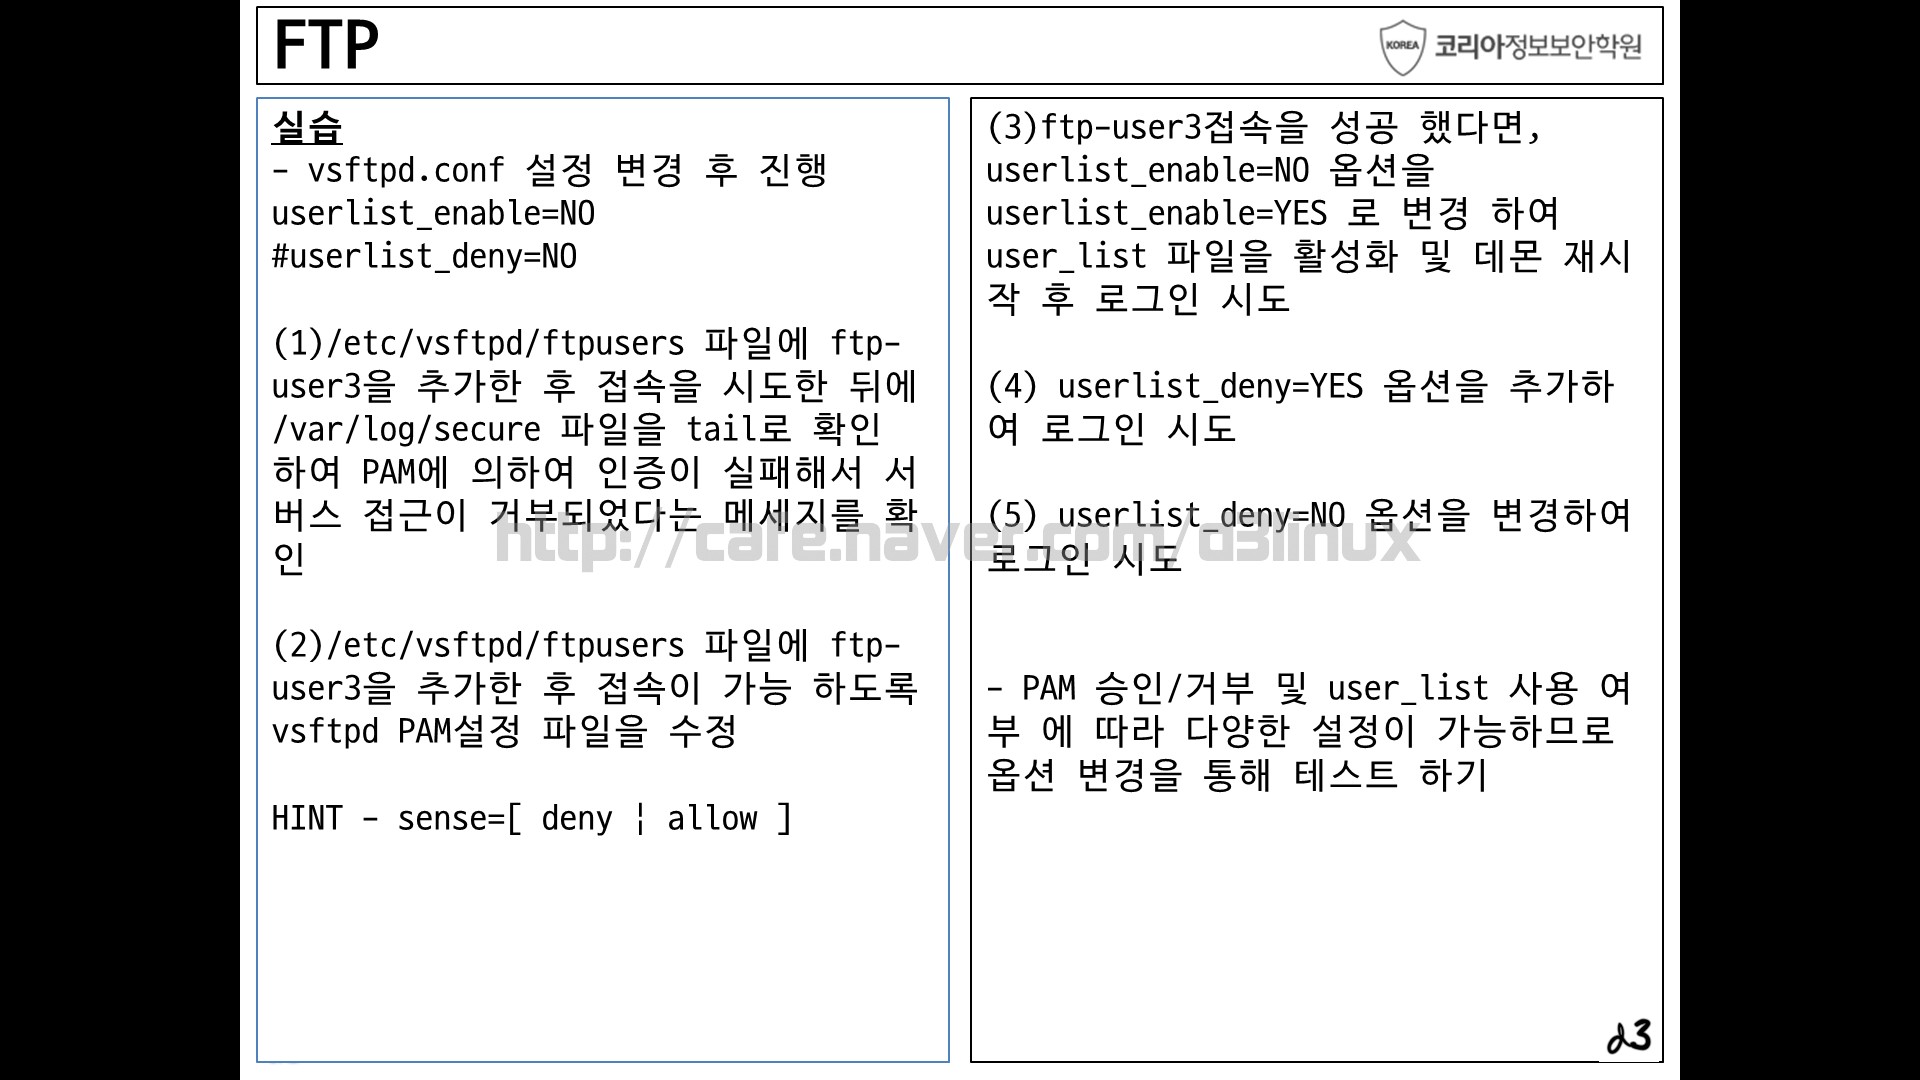 FTP
KOREA 코리아정보보안학원
실습
- vsftpd.conf 설정 변경 후 진행
userlist_enable=NO
#userlist_deny=NO
(1)/etc/vsftpd/ftpusers 파일에 ftp-
user3을 추가한 후 접속을 시도한 뒤에
/var/log/secure 파일을 tail로 확인
하여 PAM에 의하여 인증이 실패해서 서
버스 접근이 거부되었다는 메세지를 확
인
(2)/etc/vsftpd/ftpusers 파일에 ftp-
user3을 추가한 후 접속이 가능 하도록
vsftpd PAM설정 파일을 수정
HINT - sense=[ deny ¦ allow ]
(3)ftp-user3접속을 성공 했다면,
userlist_enable=NO 옵션을
userlist_enable=YES 로 변경 하여
user_list 파일을 활성화 및 데몬 재시
작 후 로그인 시도
(4) userlist_deny=YES 옵션을 추가하
여 로그인 시도
(5) userlist_deny=NO 옵션을 변경하여
로그인 시도
- PAM 승인/거부 및 user_list 사용 여
부 에 따라 다양한 설정이 가능하므로
옵션 변경을 통해 테스트 하기
http://cafe.naver.com/d3linux
d3